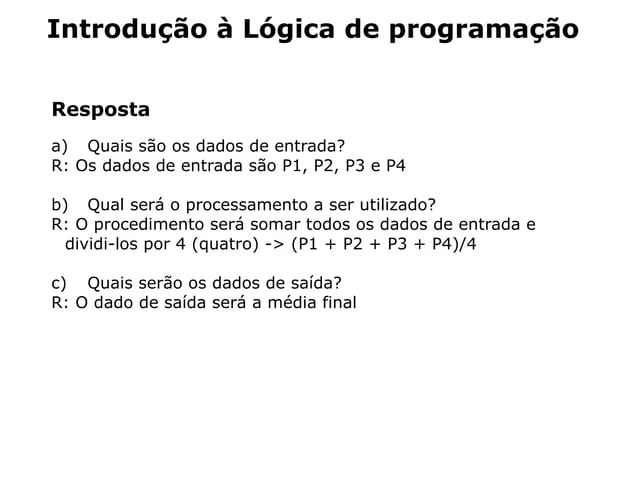 Introdução à Lógica de programação
Resposta
a) Quais são os dados de entrada?
R: Os dados de entrada são P1, P2, P3 e P4
b) Qual será o processamento a ser utilizado?
R: O procedimento será somar todos os dados de entrada e
dividi-los por 4 (quatro) -> (P1 + P2 + P3 + P4)/4
c) Quais serão os dados de saída?
R: O dado de saída será a média final